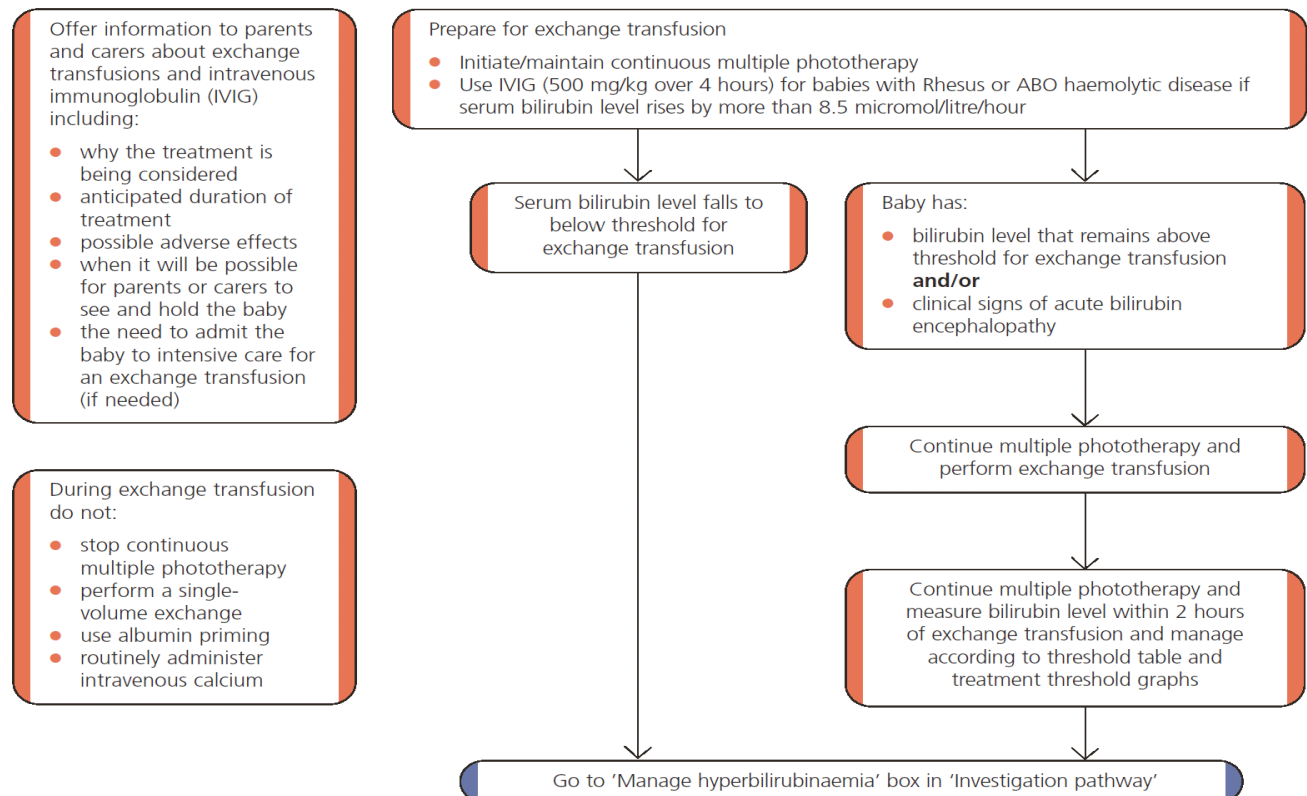 Offer information to parents
and carers about exchange
transfusions and intravenous
immunoglobulin (IVIG)
including:
• why the treatment is
being considered
• anticipated duration of
treatment
• possible adverse effects
• when it will be possible
for parents or carers to
see and hold the baby
• the need to admit the
baby to intensive care for
an exchange transfusion
(if needed)
During exchange transfusion
do not:
• stop continuous
multiple phototherapy
• perform a single-
volume exchange
• use albumin priming
• routinely administer
intravenous calcium
Prepare for exchange transfusion
• Initiate/maintain continuous multiple phototherapy
• Use IVIG (500 mg/kg over 4 hours) for babies with Rhesus or ABO haemolytic disease if
serum bilirubin level rises by more than 8.5 micromol/litre/hour
Serum bilirubin level falls to
below threshold for
exchange transfusion
Baby has:
• bilirubin level that remains above
threshold for exchange transfusion
and/or
• clinical signs of acute bilirubin
encephalopathy
Continue multiple phototherapy and
perform exchange transfusion
Continue multiple phototherapy and
measure bilirubin level within 2 hours
of exchange transfusion and manage
according to threshold table and
treatment threshold graphs
Go to ‘Manage hyperbilirubinaemia’ box in ‘Investigation pathway’